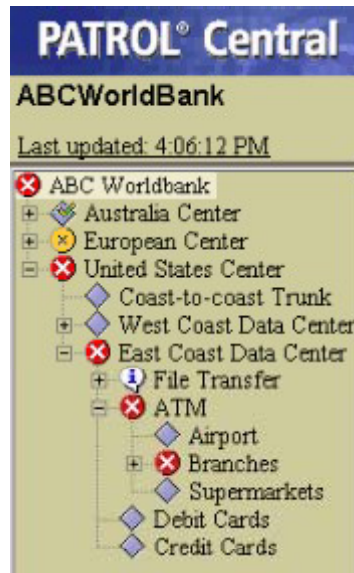 PATROL® Central
ABCWorldBank
Last updated: 4:06:12 PM
ABC Worldbank
Australia Center
European Center
United States Center
Coast-to-coast Trunk
West Coast Data Center
East Coast Data Center
File Transfer
ATM
Airport
Branches
Supermarkets
Debit Cards
Credit Cards